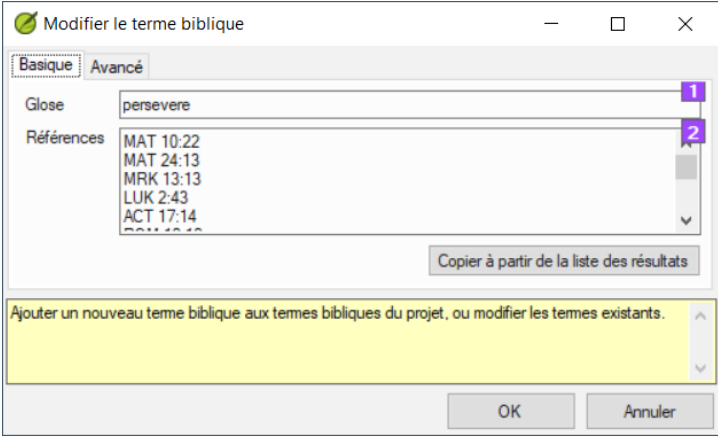 Modifier le terme biblique
Basique Avancé
Glose persevere 1
Références 2
MAT 10:22
MAT 24:13
MRK 13:13
LUK 2:43
ACT 17:14
Copier à partir de la liste des résultats
Ajouter un nouveau terme biblique aux termes bibliques du projet, ou modifier les termes existants.
OK Annuler